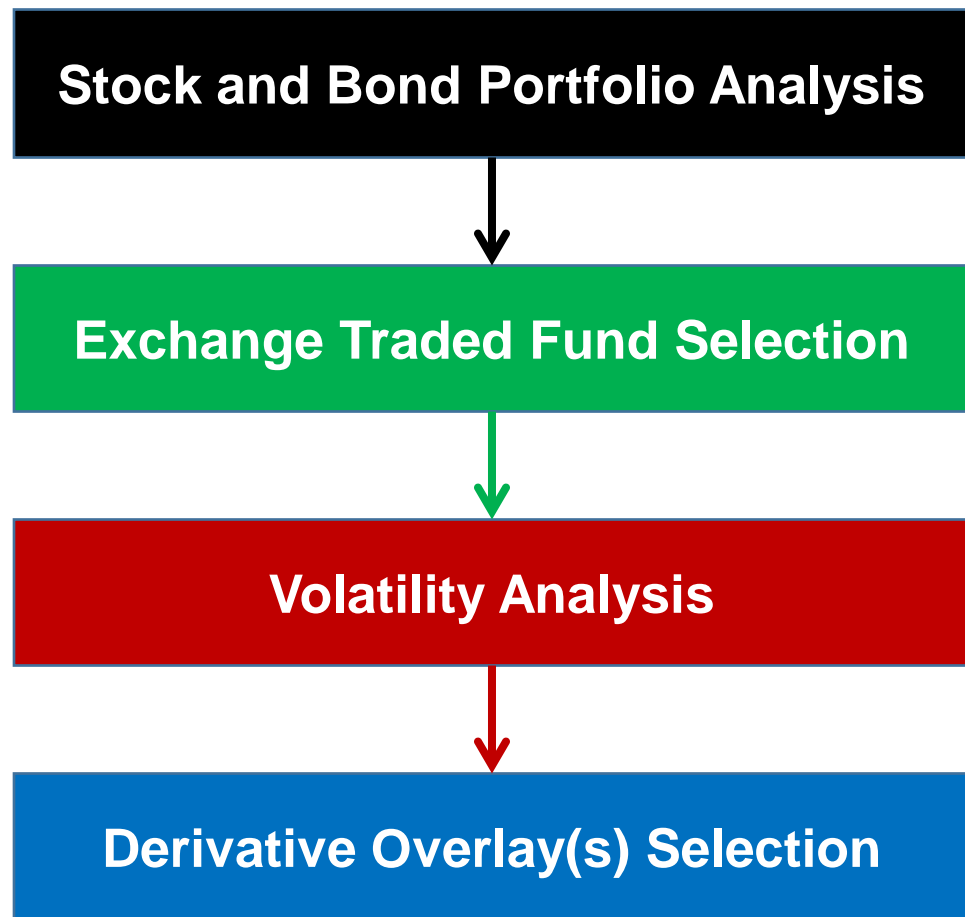 Stock and Bond Portfolio Analysis
Exchange Traded Fund Selection
Volatility Analysis
Derivative Overlay(s) Selection